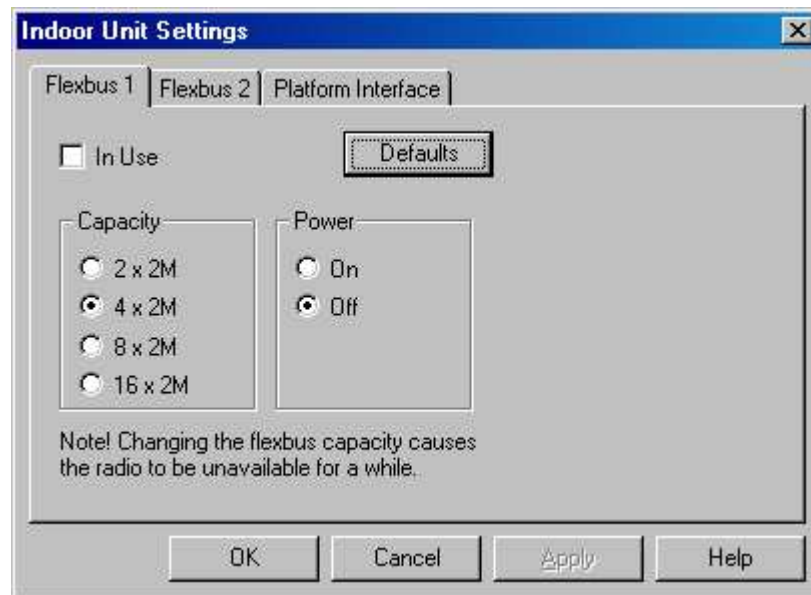 Indoor Unit Settings
Flexbus 1 Flexbus 2 Platform Interface
In Use Defaults
Capacity Power
2 x 2M On
4 x 2M Off
8 x 2M
16 x 2M
Note! Changing the flexbus capacity causes
the radio to be unavailable for a while.
OK Cancel Apply Help